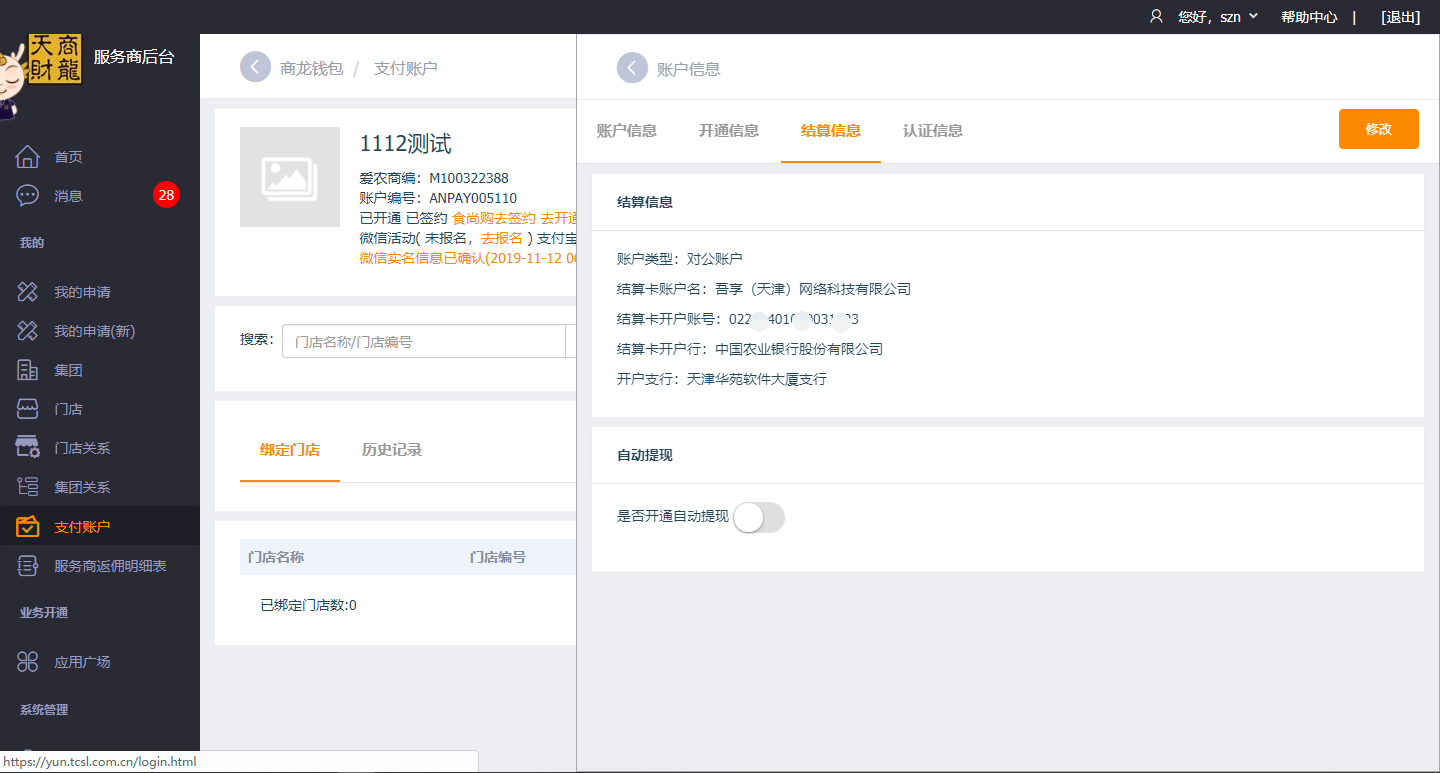 您好，szn
帮助中心
|
[退出]
天商
財龍
服务商后台
首页
消息
28
我的
我的申请
我的申请(新)
集团
门店
门店关系
集团关系
支付账户
服务商返佣明细表
业务开通
应用广场
系统管理
https://yun.tcsl.com.cn/login.html
商龙钱包 / 支付账户
1112测试
爱农商编：M100322388
账户编号：ANPAY005110
已开通 已签约 食尚购去签约 去开通
微信活动( 未报名，去报名 ) 支付宝
微信实名信息已确认(2019-11-12 0
搜索：
门店名称/门店编号
绑定门店
历史记录
门店名称
门店编号
已绑定门店数:0
账户信息
账户信息
开通信息
结算信息
认证信息
修改
结算信息
账户类型：对公账户
结算卡账户名：吾享（天津）网络科技有限公司
结算卡开户账号：022 401 031 3
结算卡开户行：中国农业银行股份有限公司
开户支行：天津华苑软件大厦支行
自动提现
是否开通自动提现